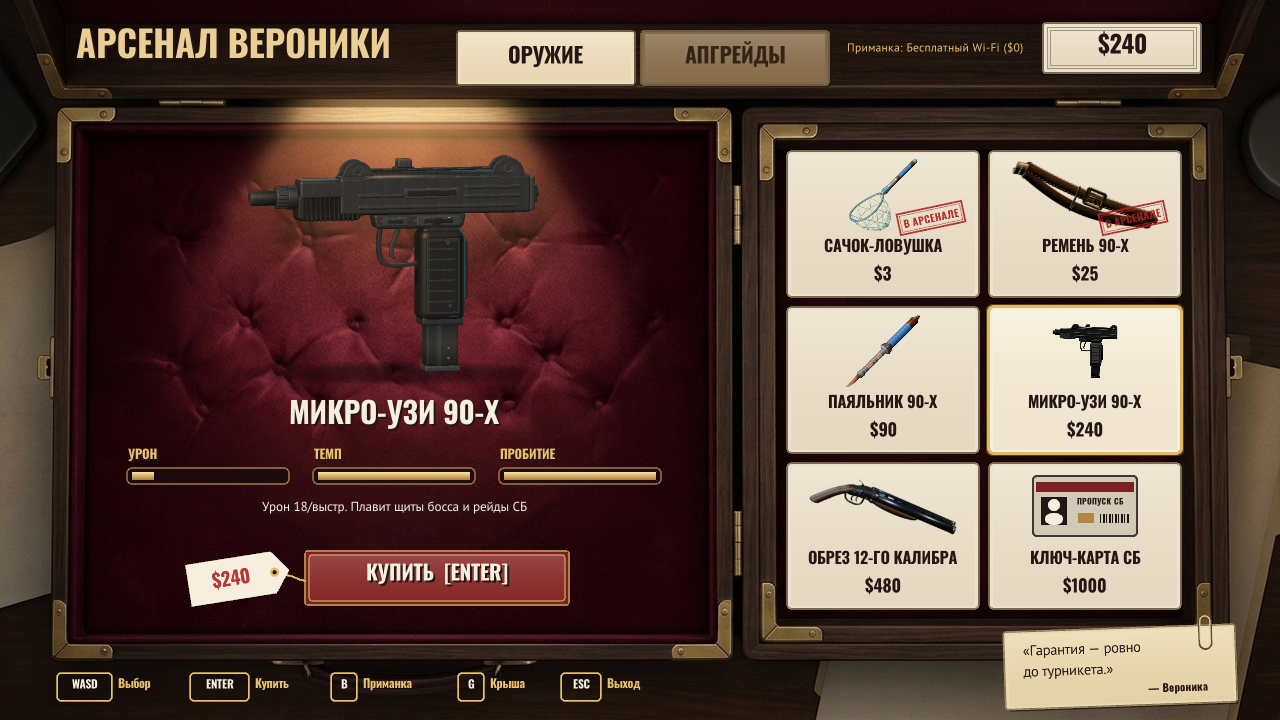 АРСЕНАЛ ВЕРОНИКИ
ОРУЖИЕ
АПГРЕЙДЫ
Приманка: Бесплатный Wi-Fi ($0)
$240
МИКРО-УЗИ 90-Х
УРОН
ТЕМП
ПРОБИТИЕ
Урон 18/выстр. Плавит щиты босса и рейды СБ
$240
КУПИТЬ [ENTER]
В АРСЕНАЛЕ
САЧОК-ЛОВУШКА
$3
В АРСЕНАЛЕ
РЕМЕНЬ 90-Х
$25
ПАЯЛЬНИК 90-Х
$90
МИКРО-УЗИ 90-Х
$240
ОБРЕЗ 12-ГО КАЛИБРА
$480
ПРОПУСК СБ
КЛЮЧ-КАРТА СБ
$1000
«Гарантия — ровно
до турникета.»
— Вероника
WASD Выбор
ENTER Купить
B Приманка
G Крыша
ESC Выход